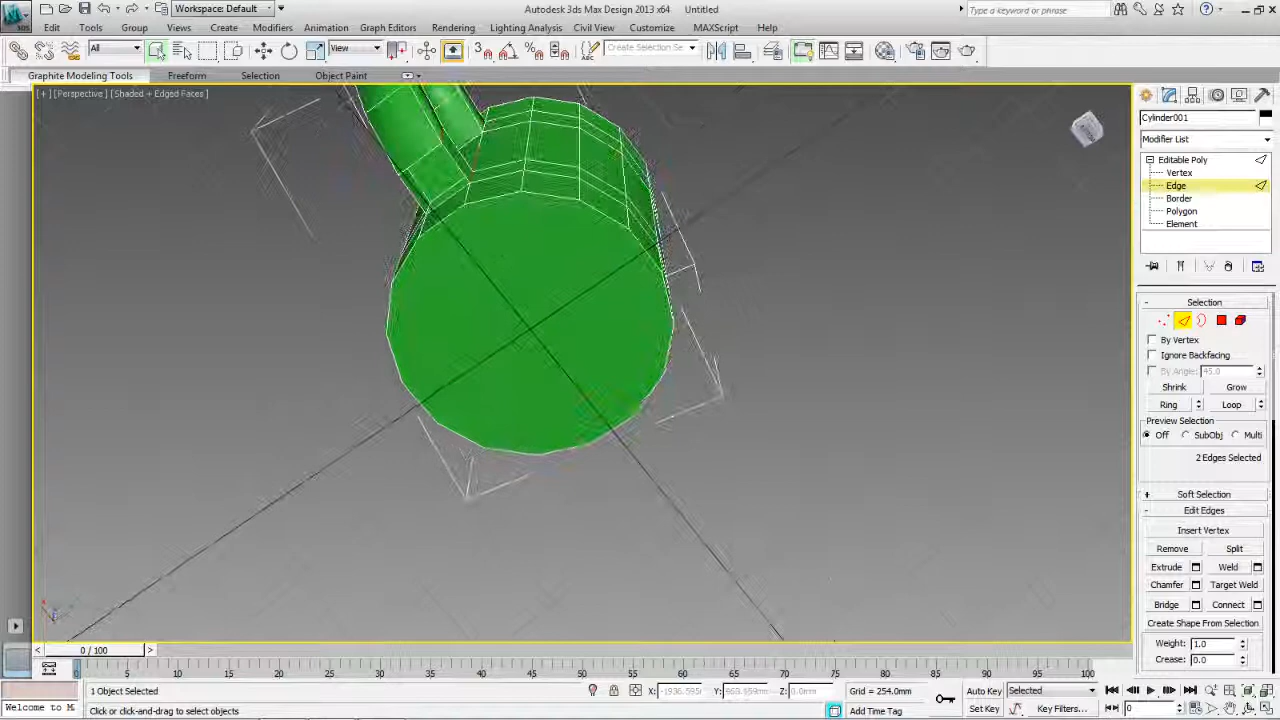 Workspace: Default
Autodesk 3ds Max Design 2013 x64
Untitled
Type a keyword or phrase
Edit
Tools
Group
Views
Create
Modifiers
Animation
Graph Editors
Rendering
Lighting Analysis
Civil View
Customize
MAXScript
Help
All
View
3
Create Selection Se
Graphite Modeling Tools
Freeform
Selection
Object Paint
[ + ] [Perspective ] [Shaded + Edged Faces ]
Cylinder001
Modifier List
Editable Poly
Vertex
Edge
Border
Polygon
Element
Selection
By Vertex
Ignore Backfacing
By Angle:
45.0
Shrink
Grow
Ring
Loop
Preview Selection
Off
SubObj
Multi
2 Edges Selected
Soft Selection
Edit Edges
Insert Vertex
Remove
Split
Extrude
Weld
Chamfer
Target Weld
Bridge
Connect
Create Shape From Selection
Weight:
1.0
Crease:
0.0
0 / 100
5
10
15
20
25
30
35
40
45
50
55
60
65
70
75
80
85
90
95
100
1 Object Selected
X:
Y:
Z:
0.0mm
Grid = 254.0mm
Auto Key
Selected
Welcome to M
Click or click-and-drag to select objects
Add Time Tag
Set Key
Key Filters...
0